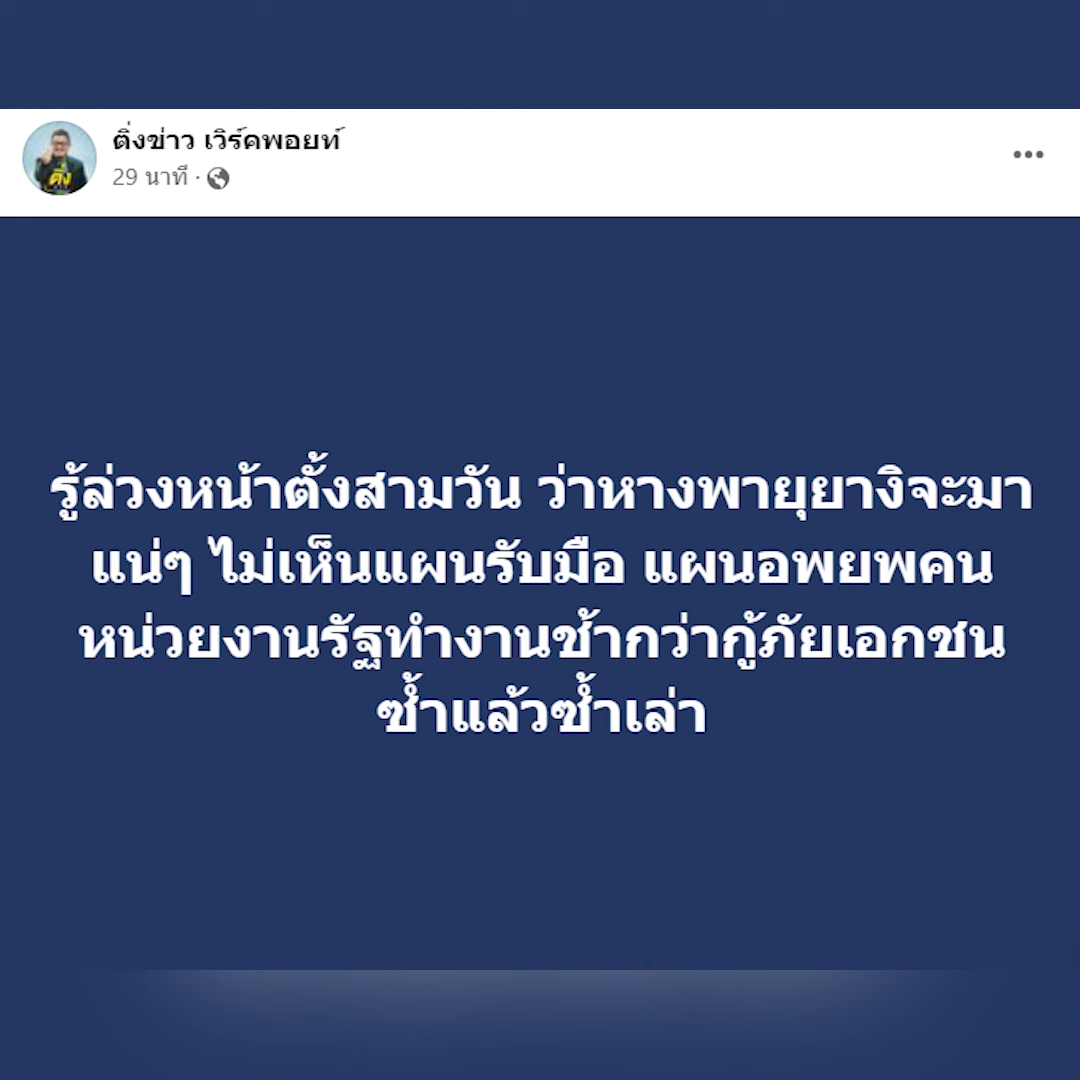 ติ่งข่าว เวิร์คพอยท์
29 นาที ·
ติ่ง
รู้ล่วงหน้าตั้งสามวัน ว่าหางพายุยางิจะมา
แน่ๆ ไม่เห็นแผนรับมือ แผนอพยพคน
หน่วยงานรัฐทำงานช้ากว่ากู้ภัยเอกชน
ซ้ำแล้วซ้ำเล่า